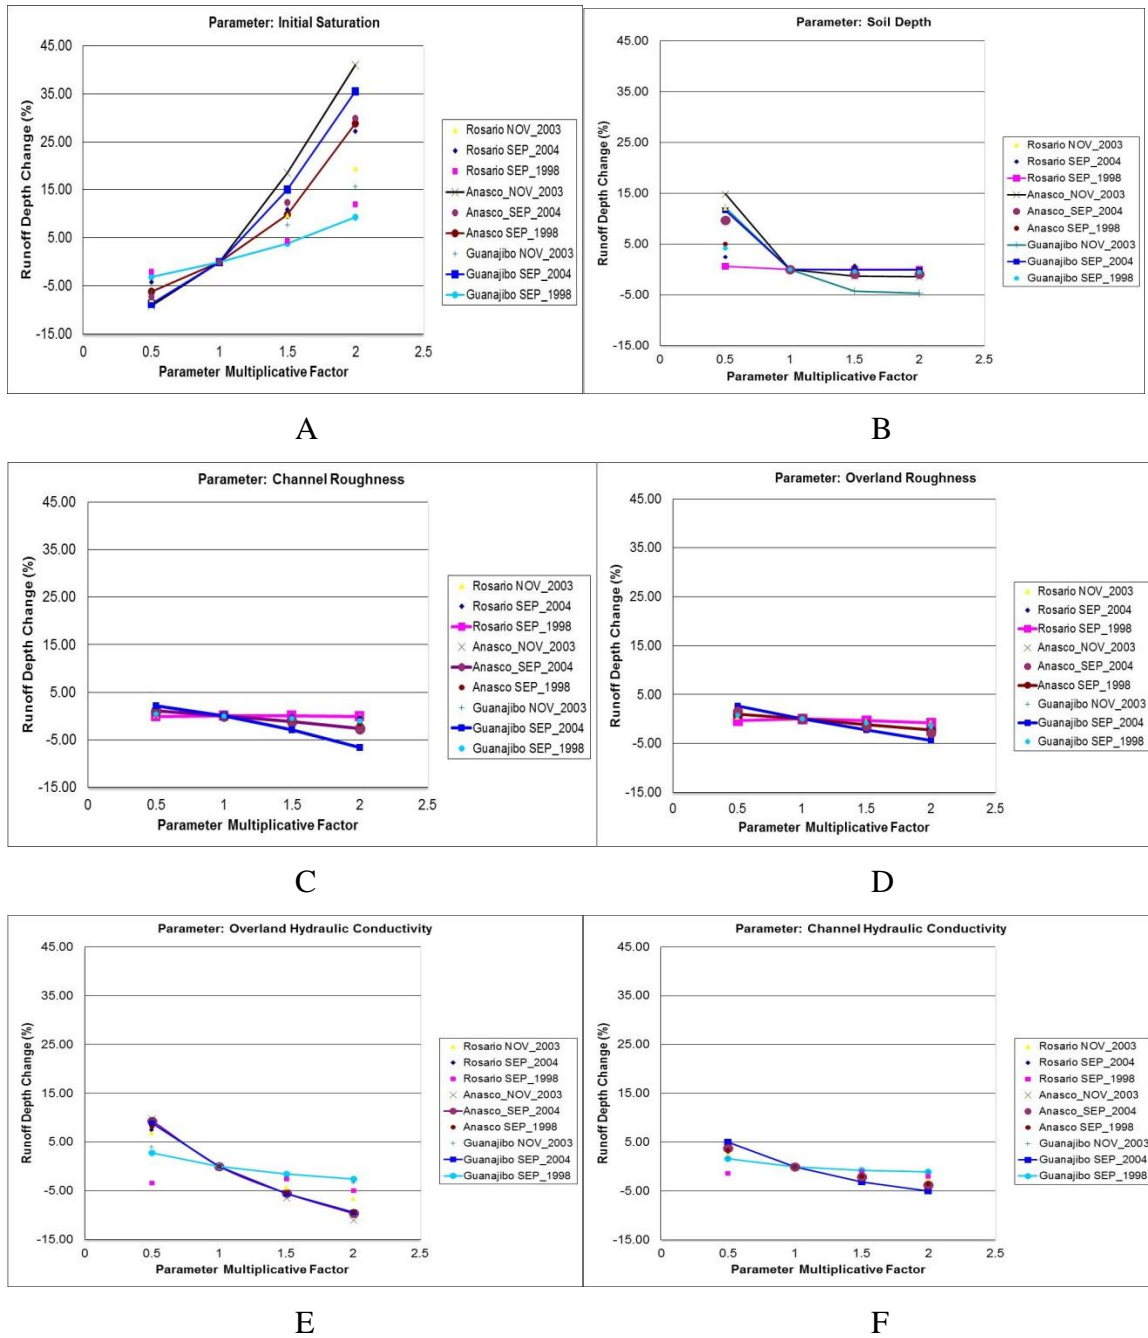 Parameter: Initial Saturation
45.00
35.00
25.00
15.00
5.00
-5.00
-15.00
Runoff Depth Change (%)
0 0.5 1 1.5 2 2.5
Parameter Multiplicative Factor
Rosario NOV_2003
Rosario SEP_2004
Rosario SEP_1998
Anasco_NOV_2003
Anasco_SEP_2004
Anasco SEP_1998
Guanajibo NOV_2003
Guanajibo SEP_2004
Guanajibo SEP_1998
A
Parameter: Soil Depth
45.00
35.00
25.00
15.00
5.00
-5.00
-15.00
Runoff Depth Change (%)
0 0.5 1 1.5 2 2.5
Parameter Multiplicative Factor
Rosario NOV_2003
Rosario SEP_2004
Rosario SEP_1998
Anasco_NOV_2003
Anasco_SEP_2004
Anasco SEP_1998
Guanajibo NOV_2003
Guanajibo SEP_2004
Guanajibo SEP_1998
B
Parameter: Channel Roughness
45.00
35.00
25.00
15.00
5.00
-5.00
-15.00
Runoff Depth Change (%)
0 0.5 1 1.5 2 2.5
Parameter Multiplicative Factor
Rosario NOV_2003
Rosario SEP_2004
Rosario SEP_1998
Anasco_NOV_2003
Anasco_SEP_2004
Anasco SEP_1998
Guanajibo NOV_2003
Guanajibo SEP_2004
Guanajibo SEP_1998
C
Parameter: Overland Roughness
45.00
35.00
25.00
15.00
5.00
-5.00
-15.00
Runoff Depth Change (%)
0 0.5 1 1.5 2 2.5
Parameter Multiplicative Factor
Rosario NOV_2003
Rosario SEP_2004
Rosario SEP_1998
Anasco_NOV_2003
Anasco_SEP_2004
Anasco SEP_1998
Guanajibo NOV_2003
Guanajibo SEP_2004
Guanajibo SEP_1998
D
Parameter: Overland Hydraulic Conductivity
45.00
35.00
25.00
15.00
5.00
-5.00
-15.00
Runoff Depth Change (%)
0 0.5 1 1.5 2 2.5
Parameter Multiplicative Factor
Rosario NOV_2003
Rosario SEP_2004
Rosario SEP_1998
Anasco_NOV_2003
Anasco_SEP_2004
Anasco SEP_1998
Guanajibo NOV_2003
Guanajibo SEP_2004
Guanajibo SEP_1998
E
Parameter: Channel Hydraulic Conductivity
45.00
35.00
25.00
15.00
5.00
-5.00
-15.00
Runoff Depth Change (%)
0 0.5 1 1.5 2 2.5
Parameter Multiplicative Factor
Rosario NOV_2003
Rosario SEP_2004
Rosario SEP_1998
Anasco_NOV_2003
Anasco_SEP_2004
Anasco SEP_1998
Guanajibo NOV_2003
Guanajibo SEP_2004
Guanajibo SEP_1998
F